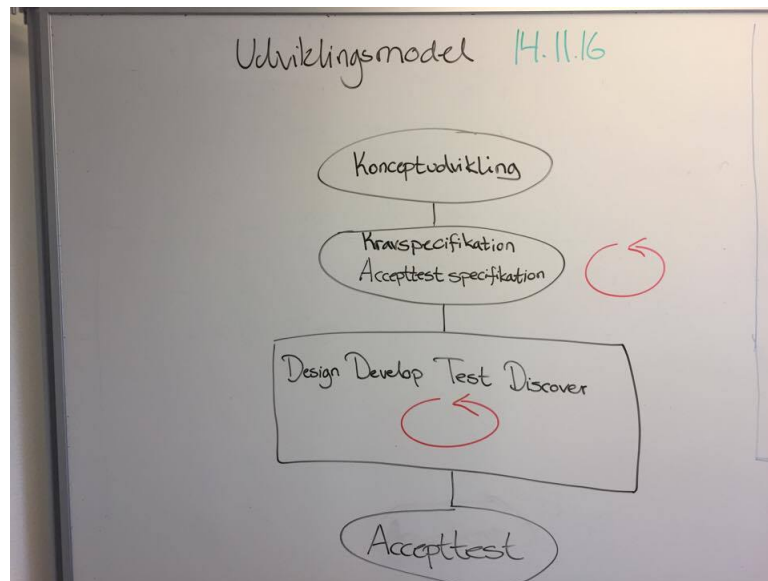 Udviklingsmodel 14.11.16
Konceptudvikling
Kravspecifikation
Accepttest specifikation
Design Develop Test Discover
Accepttest